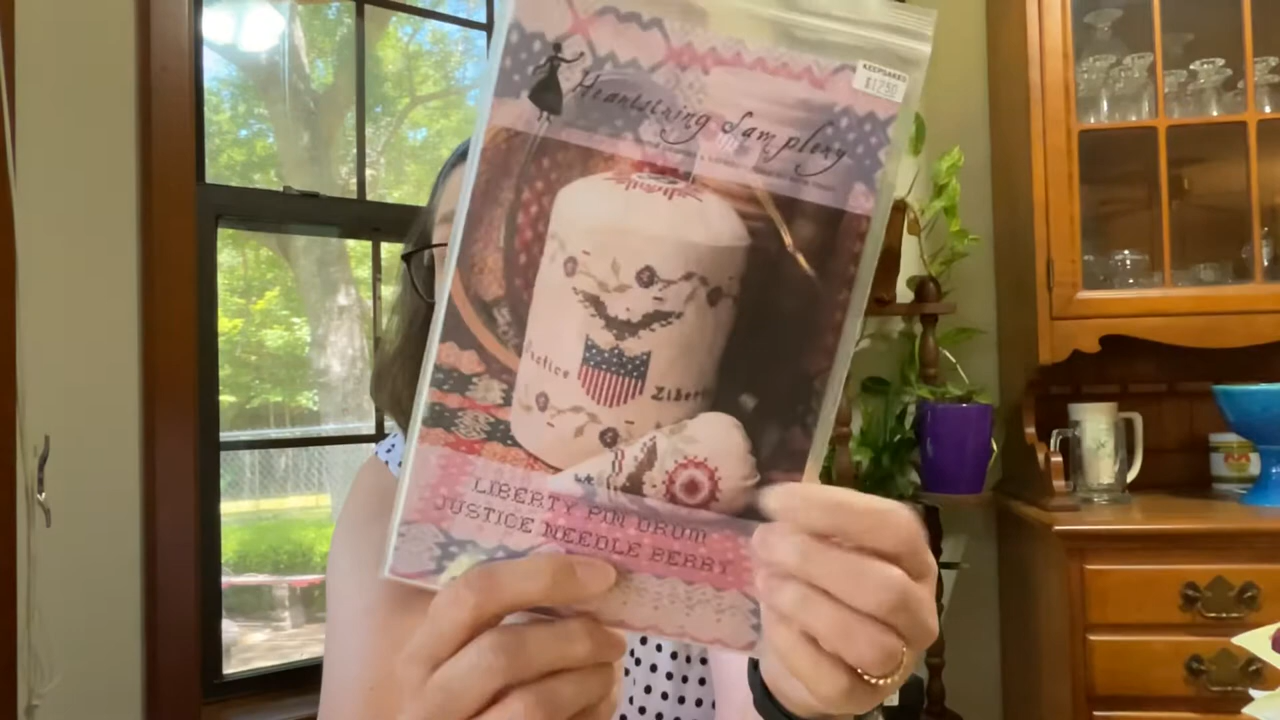 KEEPSAKES
$12.50
Heartstring Samplery
Justice
Liberty
LIBERTY PIN DRUM
JUSTICE NEEDLE BERRY